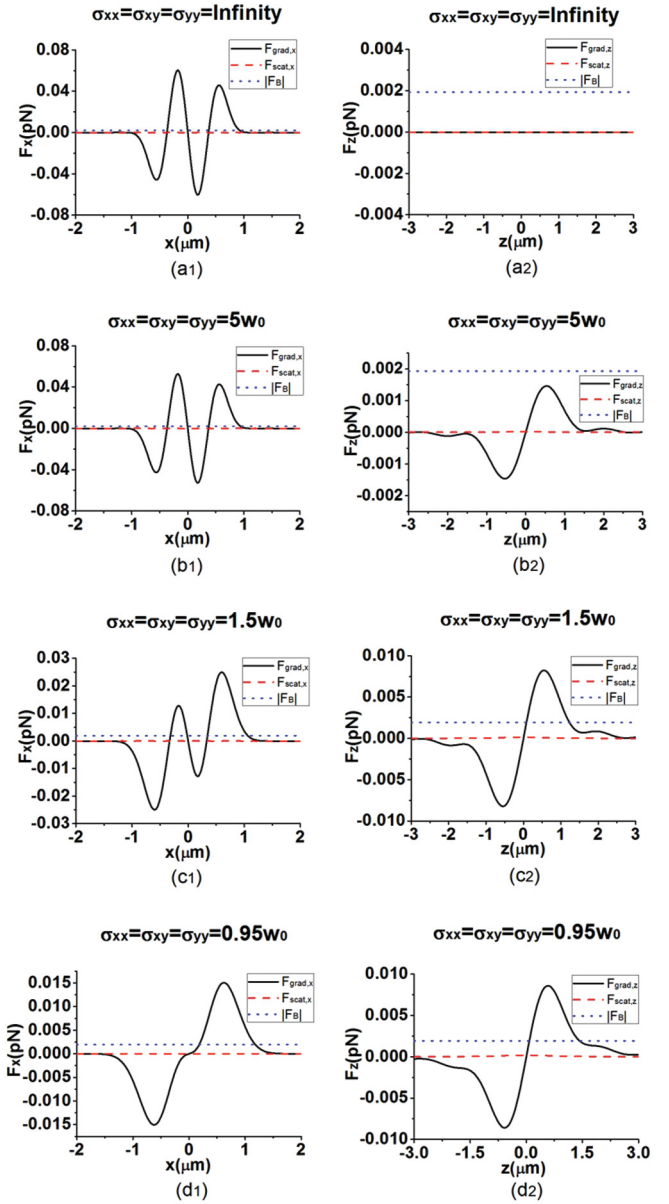 σxx=σxy=σyy=Infinity
σxx=σxy=σyy=Infinity
Fx(pN)
0.08
0.04
0.00
-0.04
-0.08
Fgrad,x
Fscat,x
|FB|
-2 -1 0 1 2
x(μm)
(a1)
Fz(pN)
0.004
0.002
0.000
-0.002
-0.004
Fgrad,z
Fscat,z
|FB|
-3 -2 -1 0 1 2 3
z(μm)
(a2)
σxx=σxy=σyy=5w0
σxx=σxy=σyy=5w0
Fx(pN)
0.08
0.04
0.00
-0.04
-0.08
Fgrad,x
Fscat,x
|FB|
-2 -1 0 1 2
x(μm)
(b1)
Fz(pN)
0.002
0.001
0.000
-0.001
-0.002
Fgrad,z
Fscat,z
|FB|
-3 -2 -1 0 1 2 3
z(μm)
(b2)
σxx=σxy=σyy=1.5w0
σxx=σxy=σyy=1.5w0
Fx(pN)
0.03
0.02
0.01
0.00
-0.01
-0.02
-0.03
Fgrad,x
Fscat,x
|FB|
-2 -1 0 1 2
x(μm)
(c1)
Fz(pN)
0.010
0.005
0.000
-0.005
-0.010
Fgrad,z
Fscat,z
|FB|
-3 -2 -1 0 1 2 3
z(μm)
(c2)
σxx=σxy=σyy=0.95w0
σxx=σxy=σyy=0.95w0
Fx(pN)
0.015
0.010
0.005
0.000
-0.005
-0.010
-0.015
Fgrad,x
Fscat,x
|FB|
-2 -1 0 1 2
x(μm)
(d1)
Fz(pN)
0.010
0.005
0.000
-0.005
-0.010
Fgrad,z
Fscat,z
|FB|
-3.0 -1.5 0.0 1.5 3.0
z(μm)
(d2)